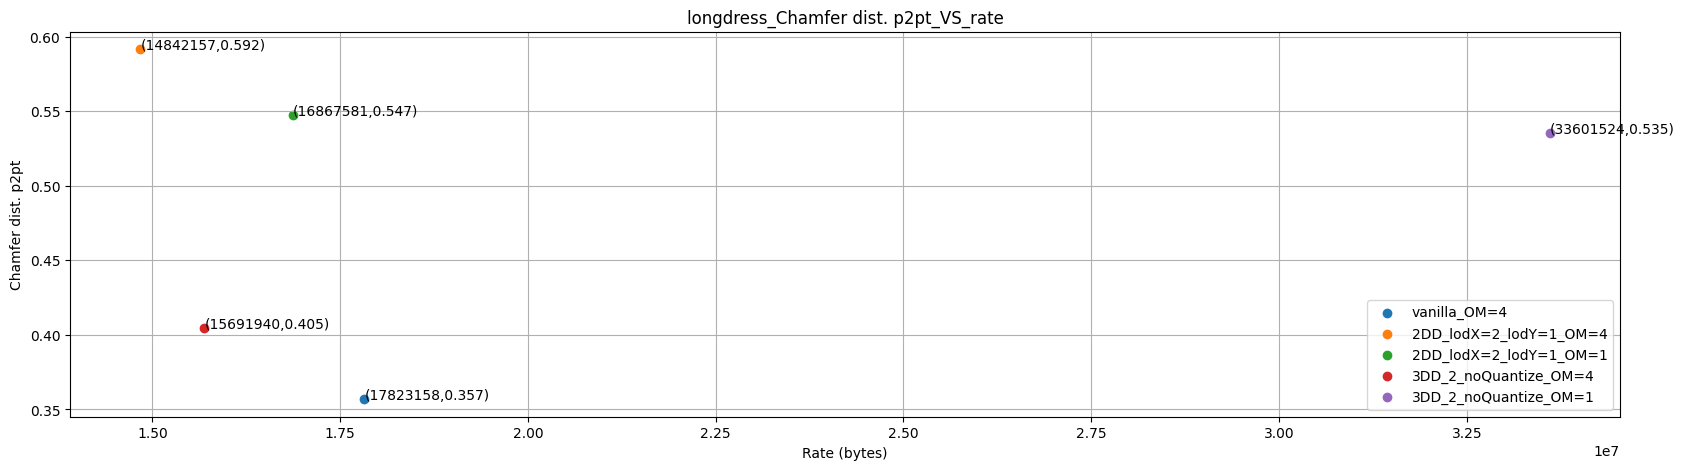 longdress_Chamfer dist. p2pt_VS_rate
0.60
0.55
0.50
0.45
0.40
0.35
Chamfer dist. p2pt
(14842157,0.592)
(16867581,0.547)
(33601524,0.535)
(15691940,0.405)
(17823158,0.357)
vanilla_OM=4
2DD_lodX=2_lodY=1_OM=4
2DD_lodX=2_lodY=1_OM=1
3DD_2_noQuantize_OM=4
3DD_2_noQuantize_OM=1
1.50 1.75 2.00 2.25 2.50 2.75 3.00 3.25
1e7
Rate (bytes)